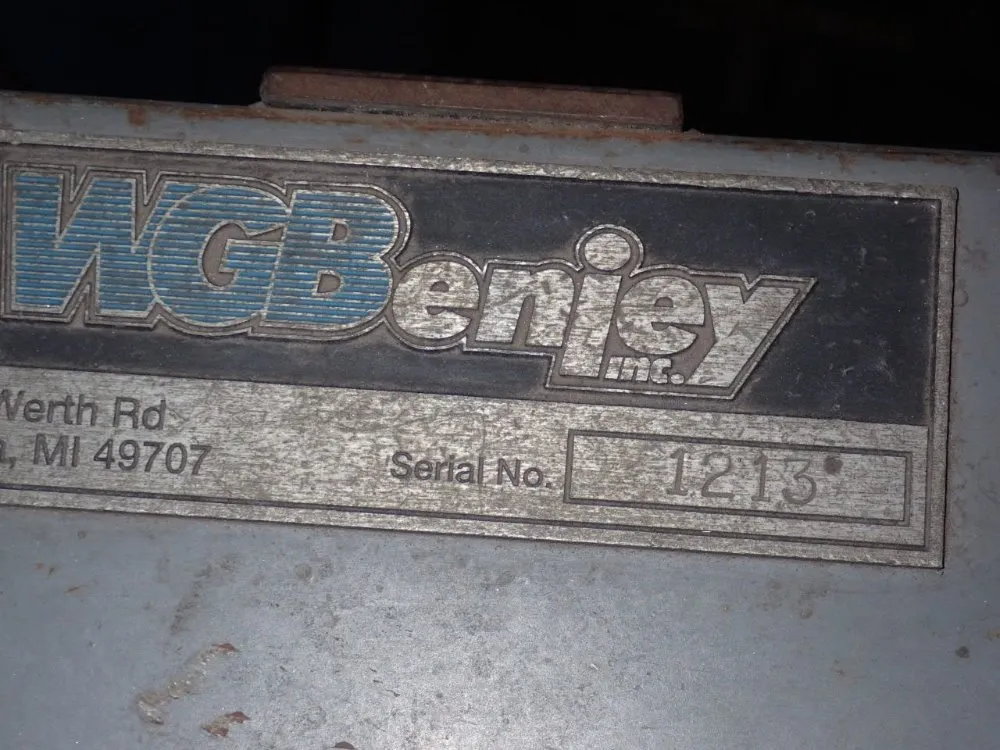 WGBenjey
inc.
Werth Rd
a, MI 49707
Serial No. 1213